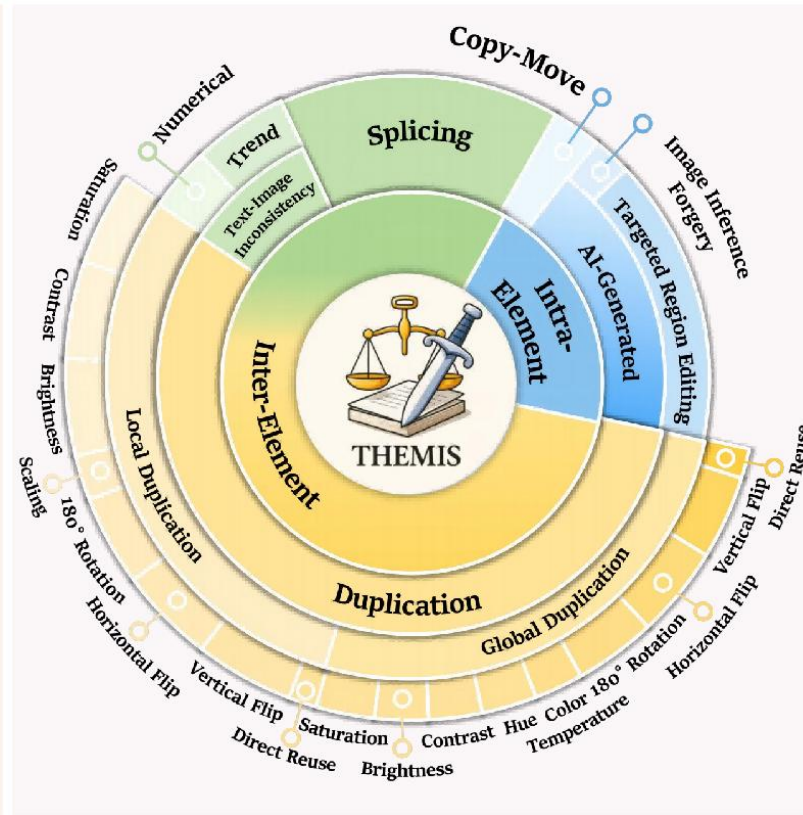 Copy-Move
Numerical
Trend
Splicing
Image Inference
Forgery
Text-Image
Inconsistency
Targeted Region Editing
AI-Generated
Intra-
Element
Inter-Element
THEMIS
Saturation
Contrast
Brightness
Scaling
180° Rotation
Horizontal Flip
Vertical Flip
Direct Reuse
Local Duplication
Duplication
Global Duplication
Saturation
Brightness
Contrast
Hue
Color
Temperature
180° Rotation
Horizontal Flip
Vertical Flip
Direct Reuse